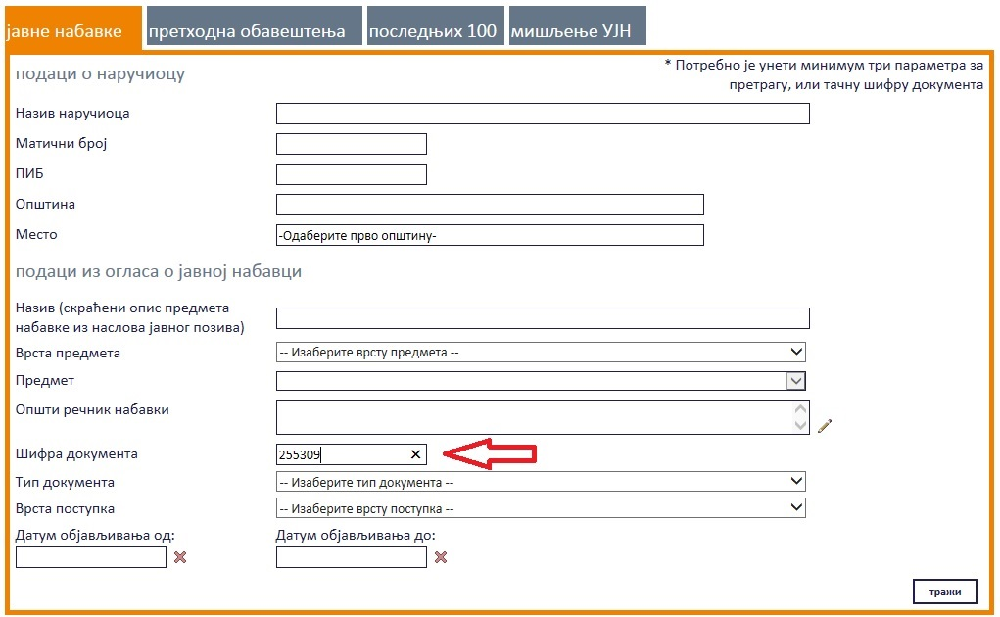 јавне набавке
претходна обавештења
последњих 100
мишљење УЈН
* Потребно је унети минимум три параметра за
претрагу, или тачну шифру документа
подаци о наручиоцу
Назив наручиоца
Матични број
ПИБ
Општина
Место
-Одаберите прво општину-
подаци из огласа о јавној набавци
Назив (скраћени опис предмета
набавке из наслова јавног позива)
Врста предмета
-- Изаберите врсту предмета --
Предмет
Општи речник набавки
Шифра документа
255309
Тип документа
-- Изаберите тип документа --
Врста поступка
-- Изаберите врсту поступка --
Датум објављивања од:
Датум објављивања до:
тражи